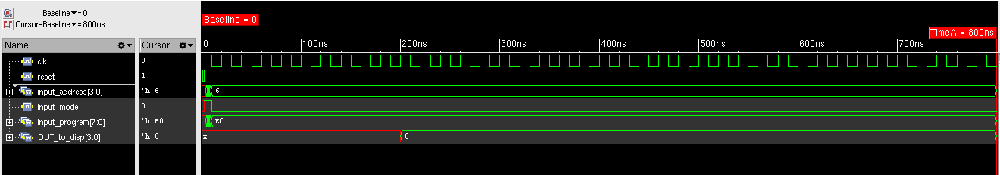 Baseline▼= 0
Cursor-Baseline▼= 800ns
Baseline = 0
TimeA = 800ns
Name
Cursor
0
100ns
200ns
300ns
400ns
500ns
600ns
700ns
clk
0
reset
1
input_address[3:0]
'h 6
6
input_mode
0
input_program[7:0]
'h E0
E0
OUT_to_disp[3:0]
'h 8
x
8